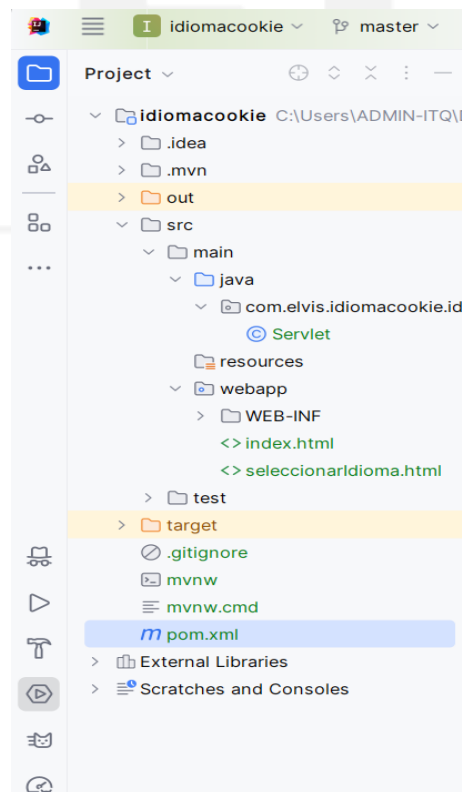 I idiomacookie master
Project
idiomacookie C:\Users\ADMIN-ITQ\
.idea
.mvn
out
src
main
java
com.elvis.idiomacookie.id
C Servlet
resources
webapp
WEB-INF
<> index.html
<> seleccionarIdioma.html
test
target
.gitignore
mvnw
mvnw.cmd
m pom.xml
External Libraries
Scratches and Consoles